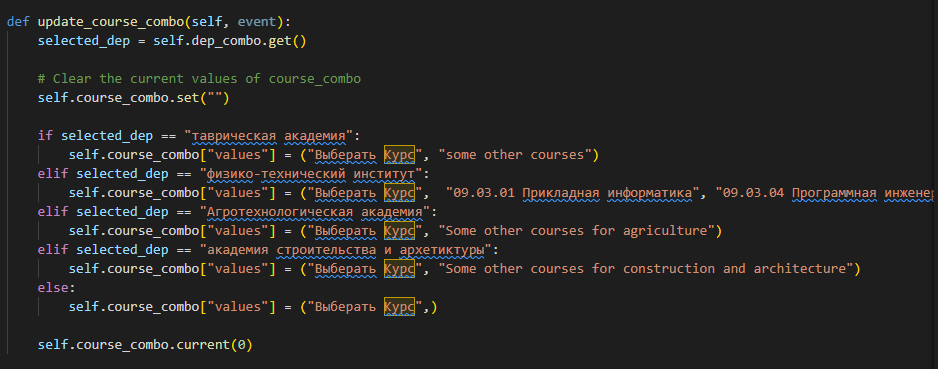 def update_course_combo(self, event):
    selected_dep = self.dep_combo.get()
    # Clear the current values of course_combo
    self.course_combo.set("")
    if selected_dep == "таврическая академия":
        self.course_combo["values"] = ("Выберать Курс", "some other courses")
    elif selected_dep == "физико-технический институт":
        self.course_combo["values"] = ("Выберать Курс",  "09.03.01 Прикладная информатика", "09.03.04 Программная инженер
    elif selected_dep == "Агротехнологическая академия":
        self.course_combo["values"] = ("Выберать Курс", "Some other courses for agriculture")
    elif selected_dep == "академия строительства и архетиктуры":
        self.course_combo["values"] = ("Выберать Курс", "Some other courses for construction and architecture")
    else:
        self.course_combo["values"] = ("Выберать Курс",)
    self.course_combo.current(0)